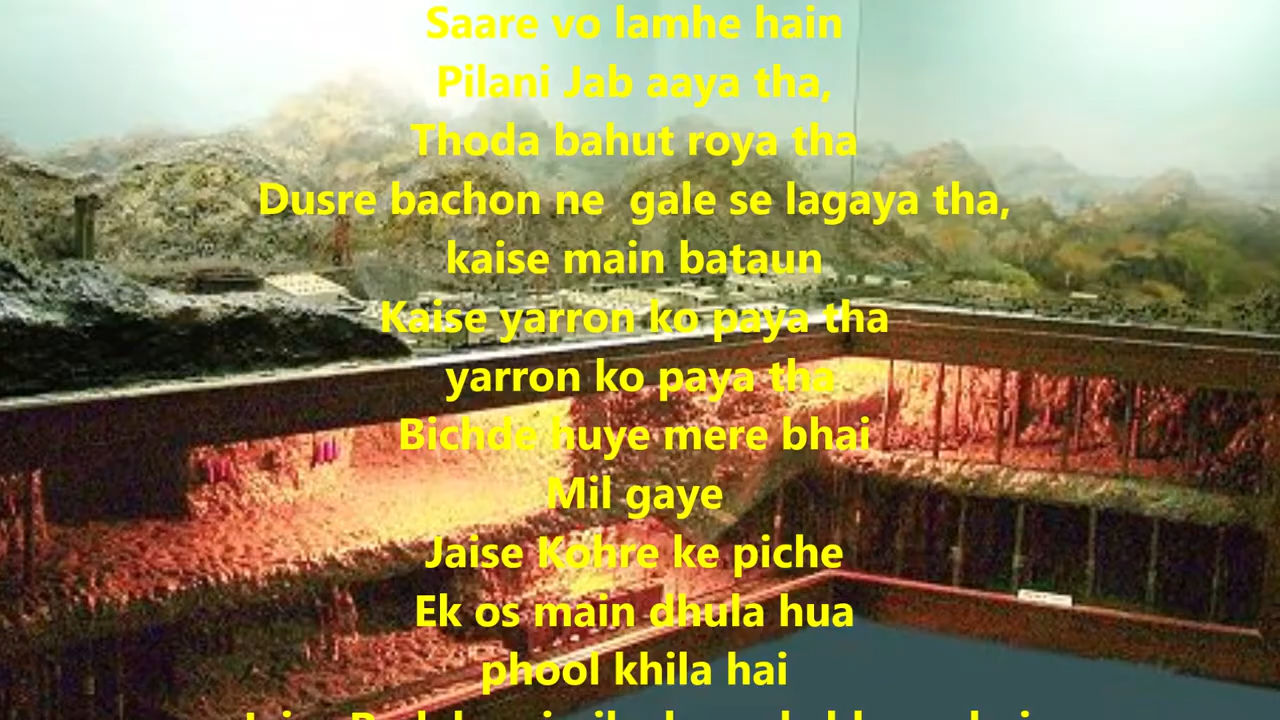 Saare vo lamhe hain
Pilani Jab aaya tha,
Thoda bahut roya tha
Dusre bachon ne  gale se lagaya tha,
kaise main bataun
Kaise yarron ko paya tha
yarron ko paya tha
Bichde huye mere bhai
Mil gaye
Jaise Kohre ke piche
Ek os main dhula hua
phool khila hai